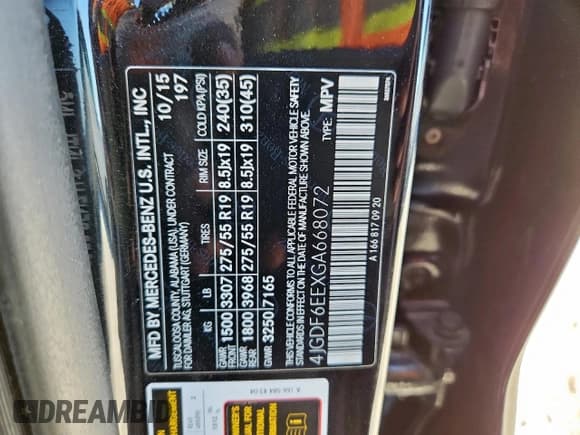 MFD BY MERCEDES-BENZ U.S. INTL., INC
TUSCALOOSA COUNTY, ALABAMA (USA) UNDER CONTRACT
FOR DAIMLER AG, STUTTGART (GERMANY)
10/15
197
KG LB TIRES RIM SIZE COLD KPA/(PSI)
GAWR FRONT 1500 3307 275/55 R19 8.5Jx19 240(35)
GAWR REAR 1800 3968 275/55 R19 8.5Jx19 310(45)
GVWR 3250 7165
THIS VEHICLE CONFORMS TO ALL APPLICABLE FEDERAL MOTOR VEHICLE SAFETY
STANDARDS IN EFFECT ON THE DATE OF MANUFACTURE SHOWN ABOVE.
4JGDF6EEXGA668072 TYPE: MPV
A 166 817 09 20
DREAMBID